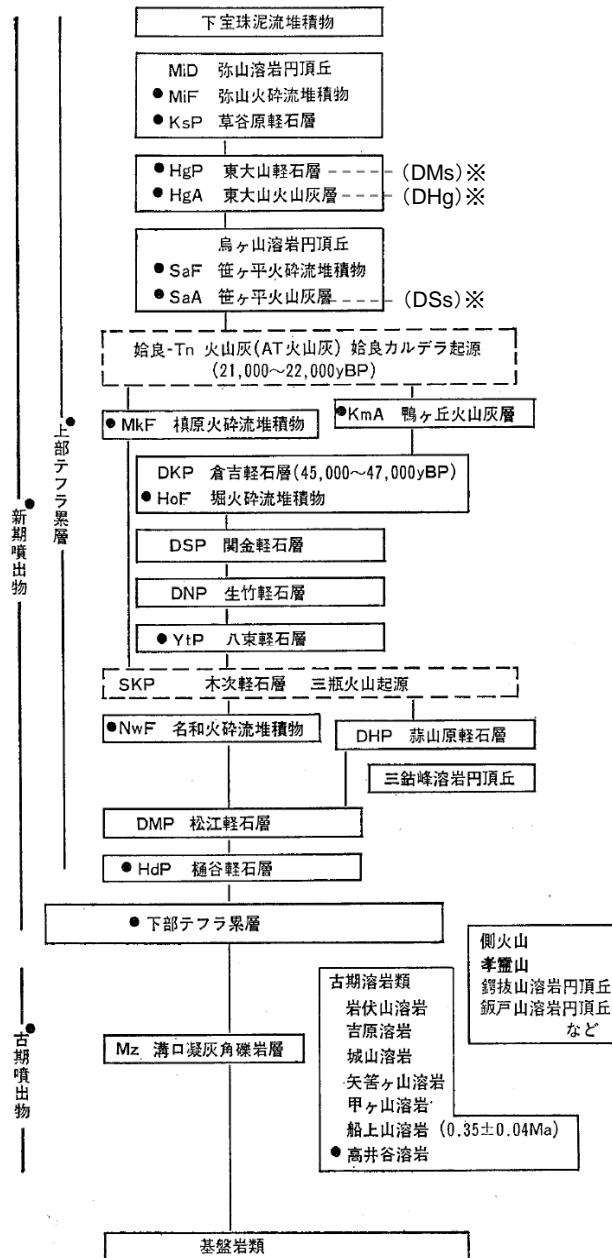 下宝珠泥流堆積物
MiD 弥山溶岩円頂丘
● MiF 弥山火砕流堆積物
● KsP 草谷原軽石層
● HgP 東大山軽石層 (DMs)※
● HgA 東大山火山灰層 (DHg)※
烏ヶ山溶岩円頂丘
● SaF 笹ヶ平火砕流堆積物
● SaA 笹ヶ平火山灰層 (DSs)※
姶良-Tn 火山灰(AT火山灰) 姶良カルデラ起源
(21,000～22,000yBP)
● MkF 槙原火砕流堆積物
● KmA 鴨ヶ丘火山灰層
DKP 倉吉軽石層(45,000～47,000yBP)
● HoF 堀火砕流堆積物
DSP 関金軽石層
DNP 生竹軽石層
● YtP 八束軽石層
SKP 木次軽石層 三瓶火山起源
● NwF 名和火砕流堆積物
DHP 蒜山原軽石層
三鈷峰溶岩円頂丘
DMP 松江軽石層
● HdP 樋谷軽石層
● 下部テフラ累層
側火山
孝霊山
鍔抜山溶岩円頂丘
鈑戸山溶岩円頂丘
など
古期溶岩類
岩伏山溶岩
吉原溶岩
城山溶岩
矢筈ヶ山溶岩
甲ヶ山溶岩
船上山溶岩 (0.35±0.04Ma)
● 高井谷溶岩
Mz 溝口凝灰角礫岩層
基盤岩類
上部テフラ累層●
新期噴出物●
古期噴出物●